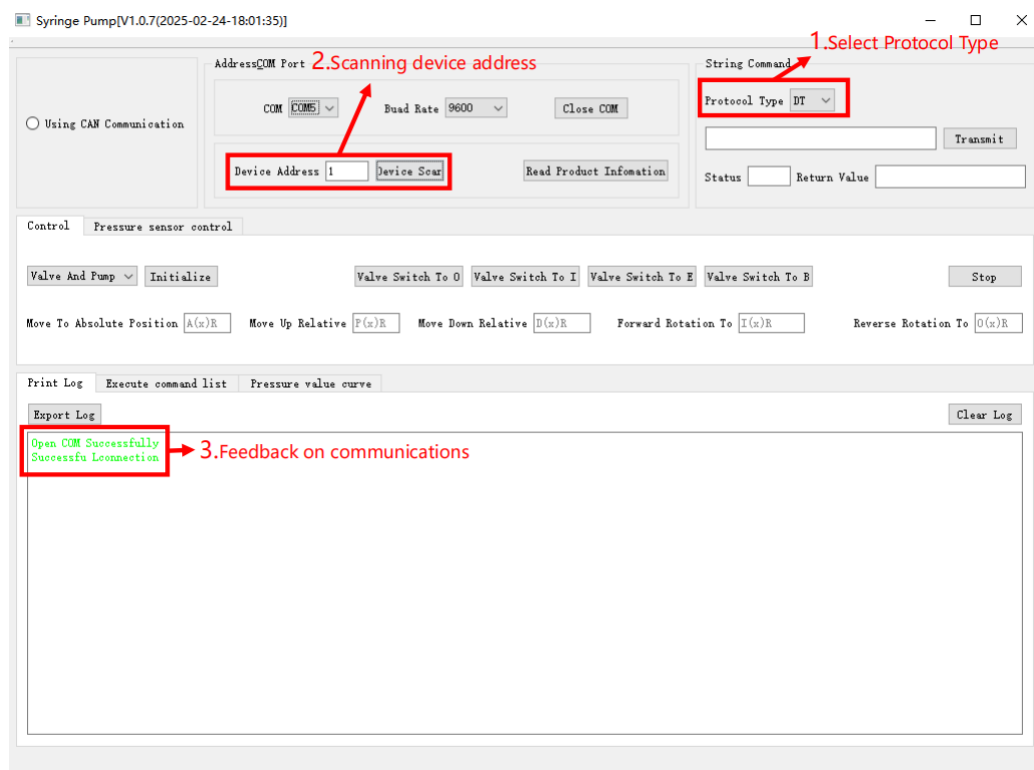 Syringe Pump[V1.0.7(2025-02-24-18:01:35)]
1.Select Protocol Type
AddressCOM Port
2.Scanning device address
String Command
Using CAN Communication
COM COM5 Buad Rate 9600 Close COM
Protocol Type DT
Transmit
Device Address 1 Device Scar Read Product Infomation
Status Return Value
Control Pressure sensor control
Valve And Pump Initialize Valve Switch To O Valve Switch To I Valve Switch To E Valve Switch To B Stop
Move To Absolute Position A(x)R Move Up Relative P(x)R Move Down Relative D(x)R Forward Rotation To I(x)R Reverse Rotation To O(x)R
Print Log Execute command list Pressure value curve
Export Log Clear Log
Open COM Successfully
Successfu Lconnection
3.Feedback on communications